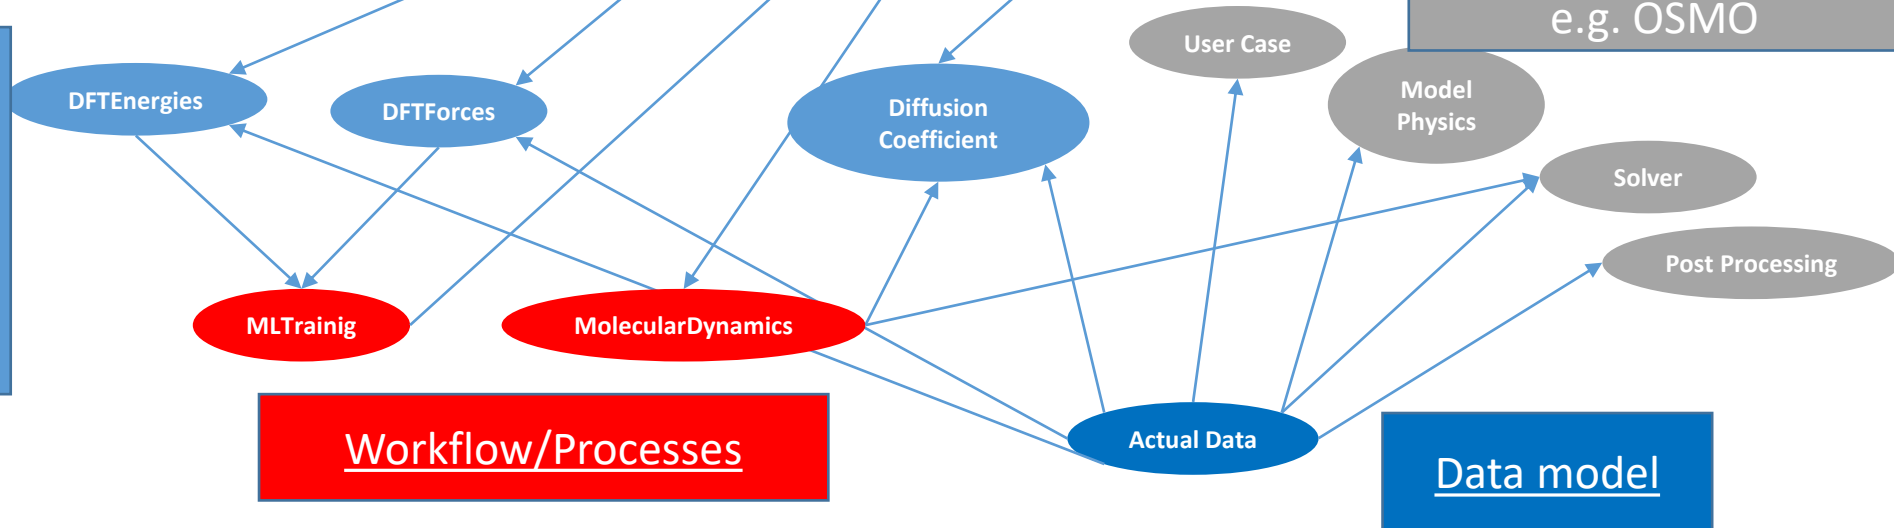 e.g. OSMO
User Case
DFTEnergies
DFTForces
Diffusion
Coefficient
Model
Physics
Solver
Post Processing
MLTrainig
MolecularDynamics
Actual Data
Workflow/Processes
Data model